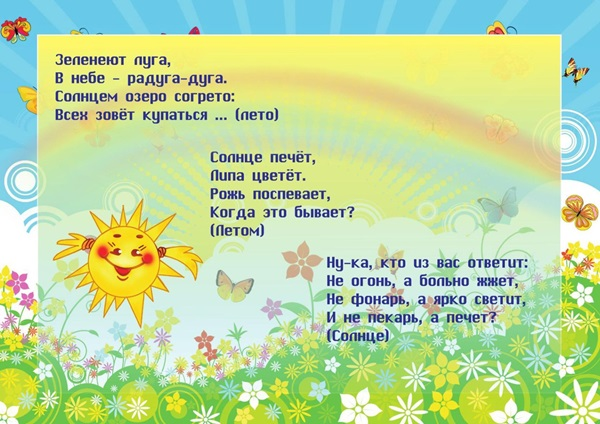 Зеленеют луга,
В небе - радуга-дуга.
Солнцем озеро согрето:
Всех зовёт купаться ... (лето)
Солнце печёт,
Липа цветёт.
Рожь поспевает,
Когда это бывает?
(Летом)
Ну-ка, кто из вас ответит:
Не огонь, а больно жжет,
Не фонарь, а ярко светит,
И не пекарь, а печет?
(Солнце)